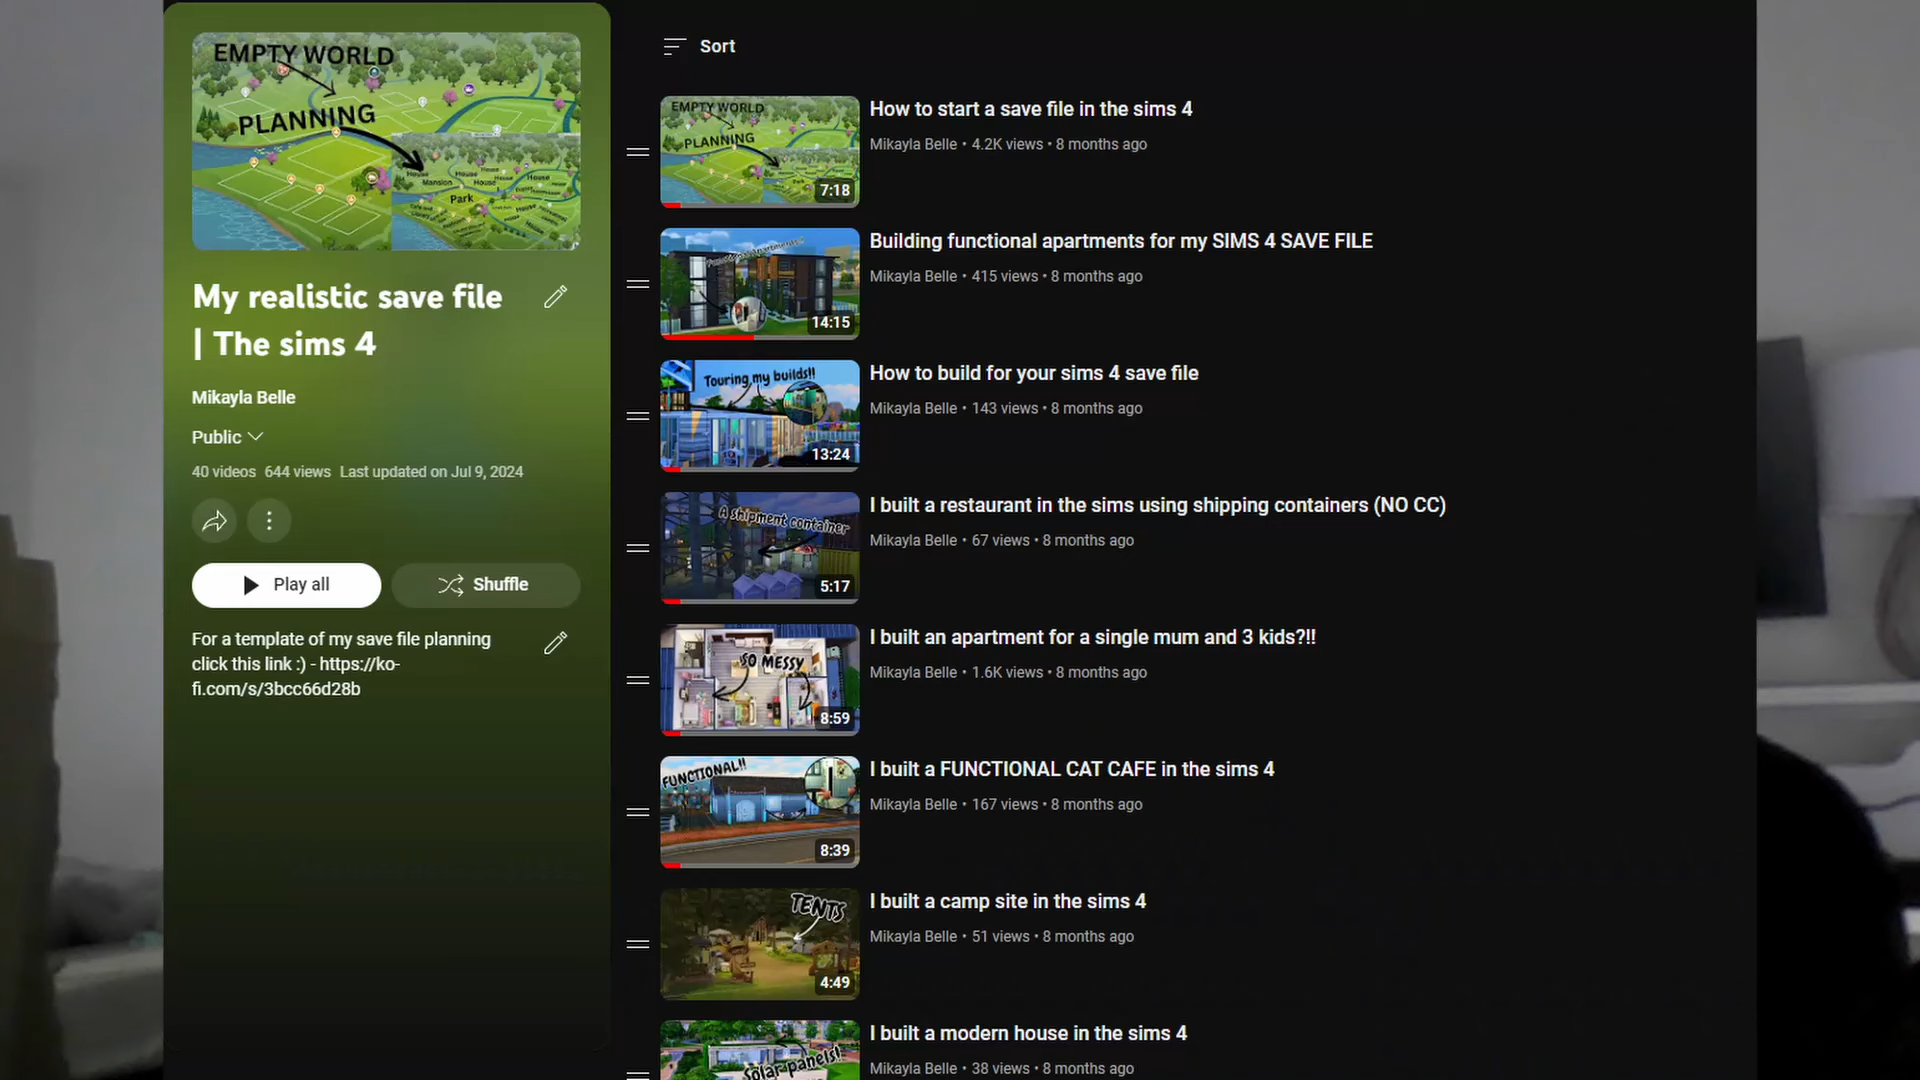 EMPTY WORLD
PLANNING
House
Mansion
House
House
House
House
Park
House
House
My realistic save file
| The sims 4
Mikayla Belle
Public
40 videos 644 views Last updated on Jul 9, 2024
Play all
Shuffle
For a template of my save file planning
click this link :) - https://ko-
fi.com/s/3bcc66d28b
Sort
EMPTY WORLD
PLANNING
7:18
How to start a save file in the sims 4
Mikayla Belle • 4.2K views • 8 months ago
14:15
Building functional apartments for my SIMS 4 SAVE FILE
Mikayla Belle • 415 views • 8 months ago
Touring my builds!!
13:24
How to build for your sims 4 save file
Mikayla Belle • 143 views • 8 months ago
A shipment container
5:17
I built a restaurant in the sims using shipping containers (NO CC)
Mikayla Belle • 67 views • 8 months ago
SO MESSY
8:59
I built an apartment for a single mum and 3 kids?!!
Mikayla Belle • 1.6K views • 8 months ago
FUNCTIONAL!!
8:39
I built a FUNCTIONAL CAT CAFE in the sims 4
Mikayla Belle • 167 views • 8 months ago
TENTS
4:49
I built a camp site in the sims 4
Mikayla Belle • 51 views • 8 months ago
Solar panels!
I built a modern house in the sims 4
Mikayla Belle • 38 views • 8 months ago